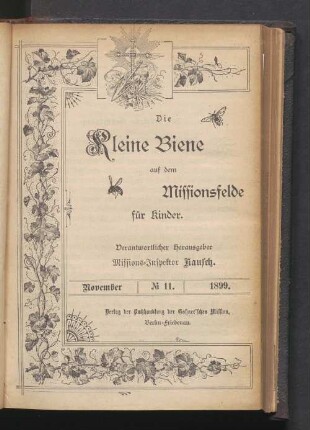 Die
Kleine Biene
auf dem
Missionsfelde
für Kinder.
Verantwortlicher Herausgeber
Missions-Inspektor Kausch.
November № 11. 1899.
Verlag der Buchhandlung der Goßner'schen Mission,
Berlin-Friedenau.